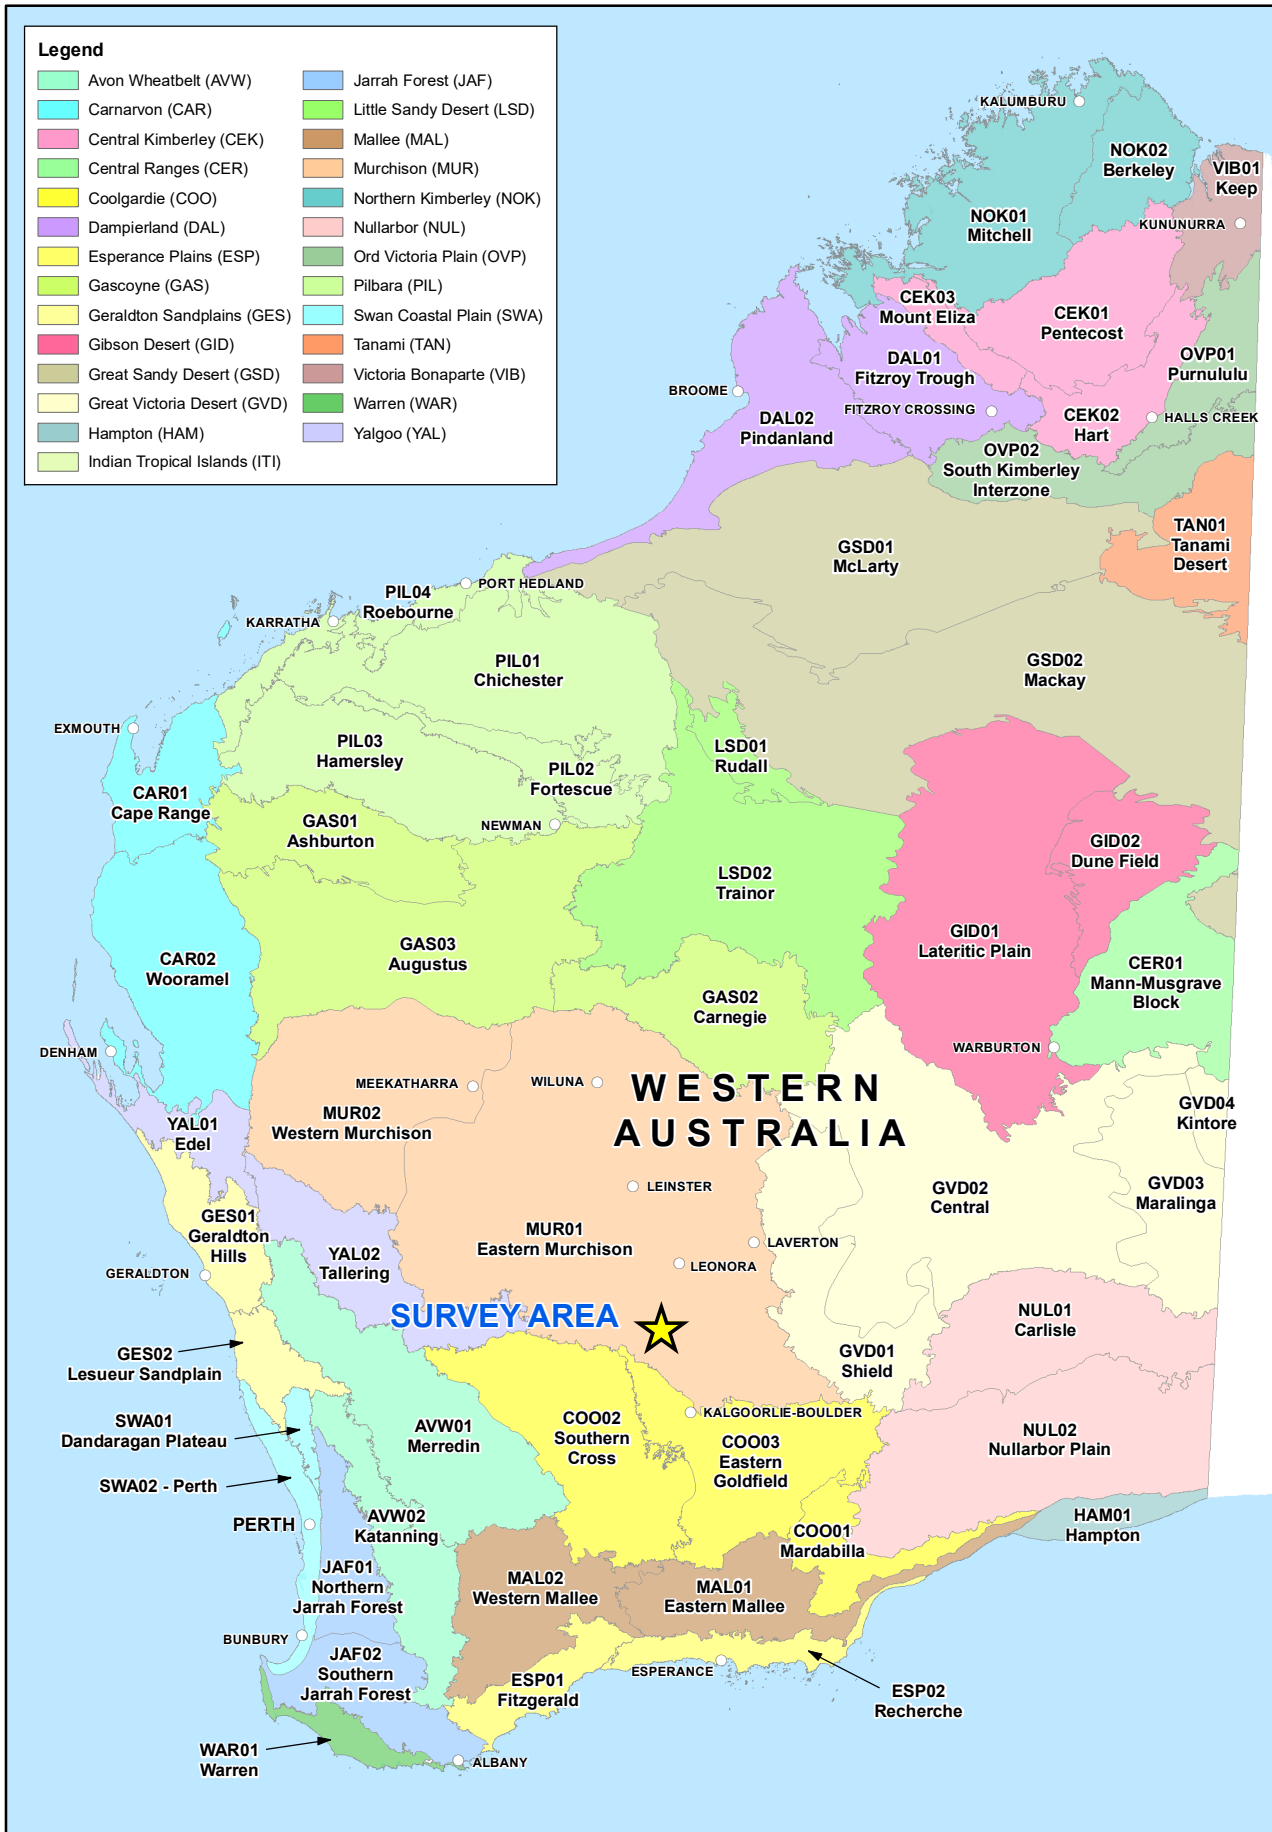 Legend
Avon Wheatbelt (AVW)
Carnarvon (CAR)
Central Kimberley (CEK)
Central Ranges (CER)
Coolgardie (COO)
Dampierland (DAL)
Esperance Plains (ESP)
Gascoyne (GAS)
Geraldton Sandplains (GES)
Gibson Desert (GID)
Great Sandy Desert (GSD)
Great Victoria Desert (GVD)
Hampton (HAM)
Indian Tropical Islands (ITI)
Jarrah Forest (JAF)
Little Sandy Desert (LSD)
Mallee (MAL)
Murchison (MUR)
Northern Kimberley (NOK)
Nullarbor (NUL)
Ord Victoria Plain (OVP)
Pilbara (PIL)
Swan Coastal Plain (SWA)
Tanami (TAN)
Victoria Bonaparte (VIB)
Warren (WAR)
Yalgoo (YAL)
KALUMBURU
NOK02
Berkeley
VIB01
Keep
NOK01
Mitchell
KUNUNURRA
CEK03
Mount Eliza
CEK01
Pentecost
DAL01
Fitzroy Trough
OVP01
Purnululu
BROOME
DAL02
Pindanland
FITZROY CROSSING
CEK02
Hart
HALLS CREEK
OVP02
South Kimberley
Interzone
TAN01
Tanami
Desert
GSD01
McLarty
PORT HEDLAND
PIL04
Roebourne
KARRATHA
PIL01
Chichester
GSD02
Mackay
EXMOUTH
PIL03
Hamersley
LSD01
Rudall
PIL02
Fortescue
CAR01
Cape Range
GAS01
Ashburton
NEWMAN
GID02
Dune Field
LSD02
Trainor
GID01
Lateritic Plain
GAS03
Augustus
CAR02
Wooramel
CER01
Mann-Musgrave
Block
GAS02
Carnegie
DENHAM
WARBURTON
MEEKATHARRA
WILUNA
WESTERN
AUSTRALIA
MUR02
Western Murchison
YAL01
Edel
GVD04
Kintore
LEINSTER
GVD02
Central
GVD03
Maralinga
GES01
Geraldton
Hills
MUR01
Eastern Murchison
LAVERTON
YAL02
Tallering
LEONORA
GERALDTON
SURVEY AREA
NUL01
Carlisle
GES02
Lesueur Sandplain
GVD01
Shield
SWA01
Dandaragan Plateau
AVW01
Merredin
COO02
Southern
Cross
KALGOORLIE-BOULDER
COO03
Eastern
Goldfield
NUL02
Nullarbor Plain
SWA02 - Perth
PERTH
AVW02
Katanning
COO01
Mardabilla
HAM01
Hampton
JAF01
Northern
Jarrah Forest
MAL02
Western Mallee
MAL01
Eastern Mallee
BUNBURY
JAF02
Southern
Jarrah Forest
ESP01
Fitzgerald
ESPERANCE
ESP02
Recherche
WAR01
Warren
ALBANY